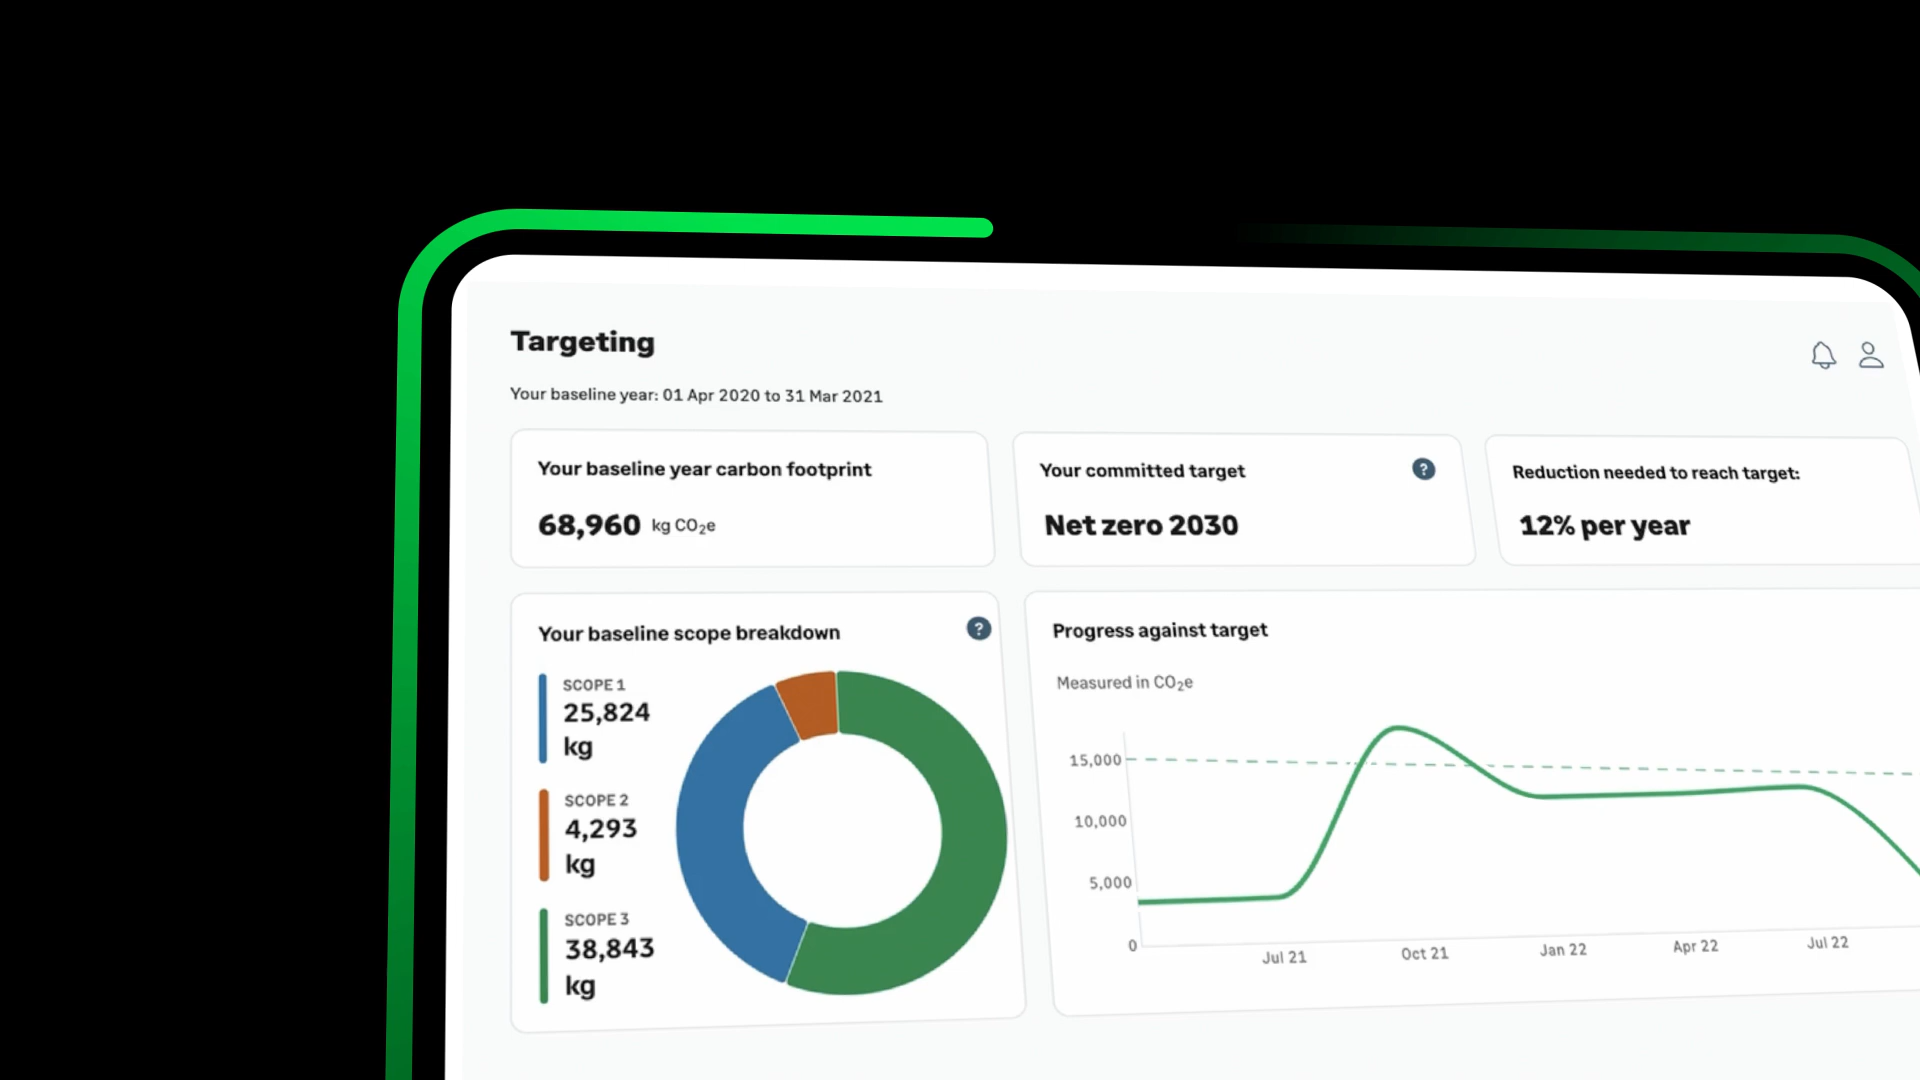 Targeting
Your baseline year: 01 Apr 2020 to 31 Mar 2021
Your baseline year carbon footprint
68,960 kg CO₂e
Your committed target
?
Net zero 2030
Reduction needed to reach target:
12% per year
Your baseline scope breakdown
?
SCOPE 1
25,824
kg
SCOPE 2
4,293
kg
SCOPE 3
38,843
kg
Progress against target
Measured in CO₂e
15,000
10,000
5,000
0
Jul 21
Oct 21
Jan 22
Apr 22
Jul 22